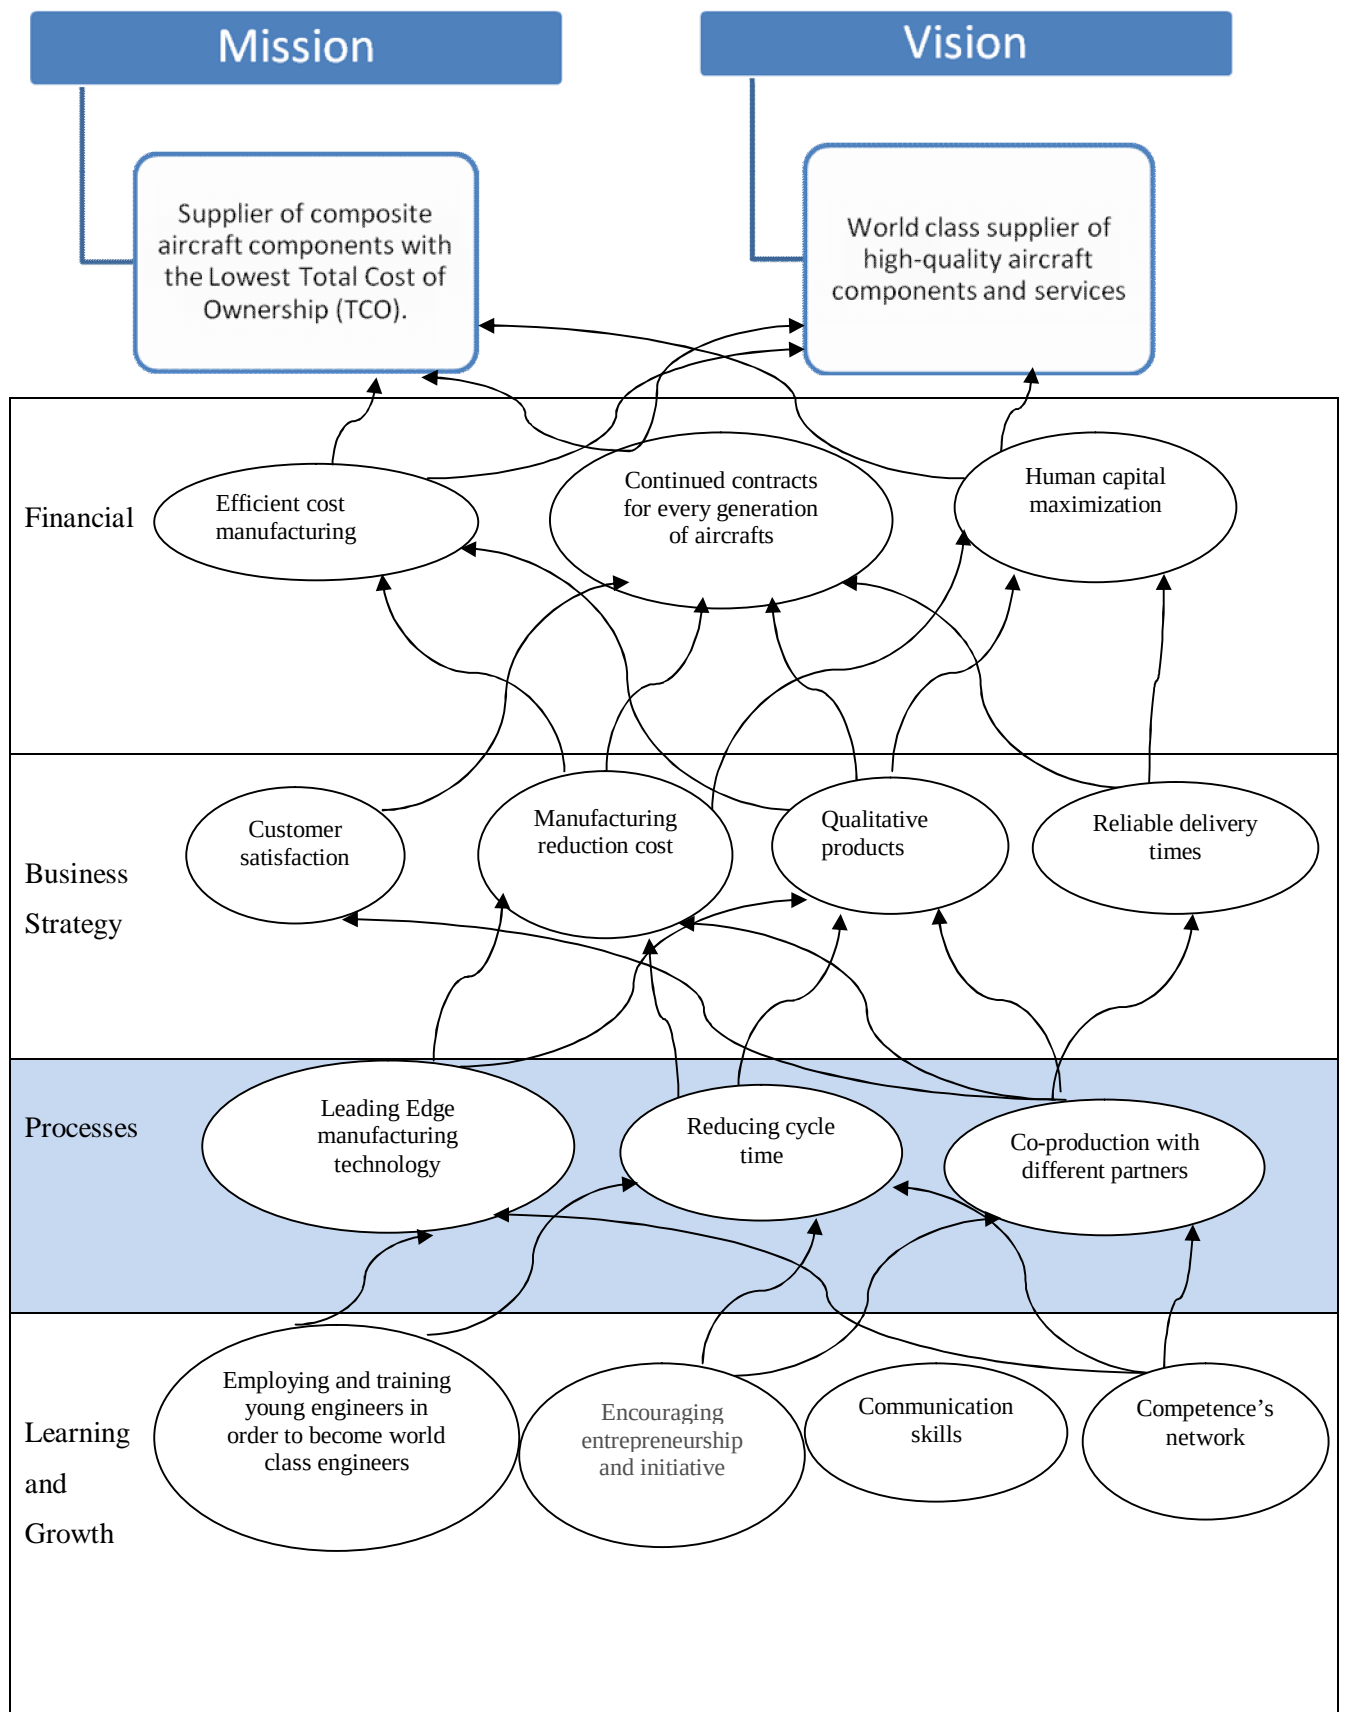 Mission
Vision
Supplier of composite
aircraft components with
the Lowest Total Cost of
Ownership (TCO).
World class supplier of
high-quality aircraft
components and services
Financial
Efficient cost
manufacturing
Continued contracts
for every generation
of aircrafts
Human capital
maximization
Business
Strategy
Customer
satisfaction
Manufacturing
reduction cost
Qualitative
products
Reliable delivery
times
Processes
Leading Edge
manufacturing
technology
Reducing cycle
time
Co-production with
different partners
Learning
and
Growth
Employing and training
young engineers in
order to become world
class engineers
Encouraging
entrepreneurship
and initiative
Communication
skills
Competence’s
network